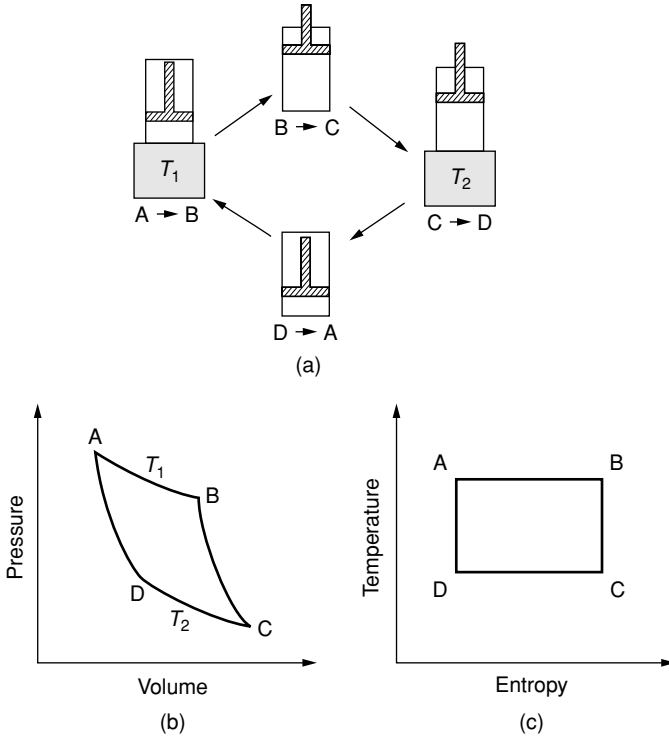 B → C
T₁
A → B
T₂
C → D
D → A
(a)
Pressure
A
T₁
B
D
T₂
C
Volume
(b)
Temperature
A
B
D
C
Entropy
(c)